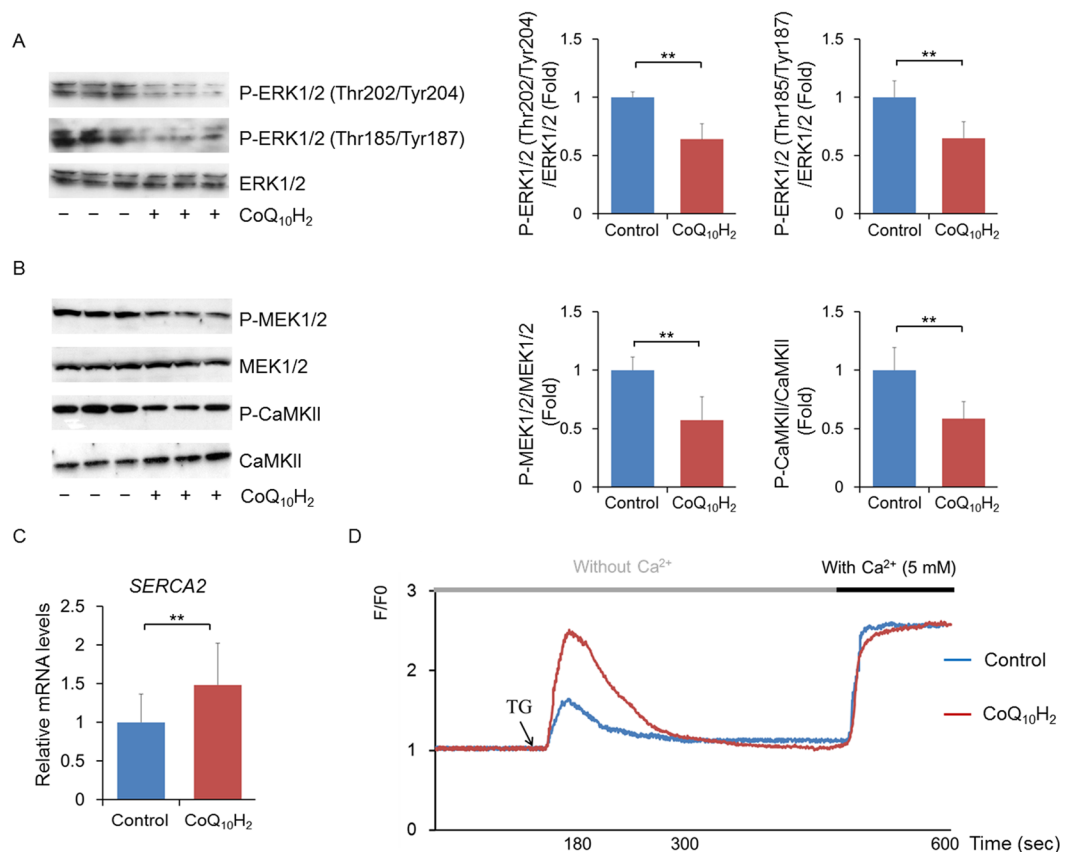 A
P-ERK1/2 (Thr202/Tyr204)
P-ERK1/2 (Thr185/Tyr187)
ERK1/2
– – – + + + CoQ₁₀H₂
P-ERK1/2 (Thr202/Tyr204)
/ERK1/2 (Fold)
1.5
1
0.5
0
**
Control CoQ₁₀H₂
P-ERK1/2 (Thr185/Tyr187)
/ERK1/2 (Fold)
1.5
1
0.5
0
**
Control CoQ₁₀H₂
B
P-MEK1/2
MEK1/2
P-CaMKII
CaMKII
– – – + + + CoQ₁₀H₂
P-MEK1/2/MEK1/2
(Fold)
1.5
1
0.5
0
**
Control CoQ₁₀H₂
P-CaMKII/CaMKII
(Fold)
1.5
1
0.5
0
**
Control CoQ₁₀H₂
C
SERCA2
Relative mRNA levels
2.5
2
1.5
1
0.5
0
**
Control CoQ₁₀H₂
D
Without Ca²⁺ With Ca²⁺ (5 mM)
F/F0
3
2
1
0
TG
Control
CoQ₁₀H₂
180 300 600 Time (sec)